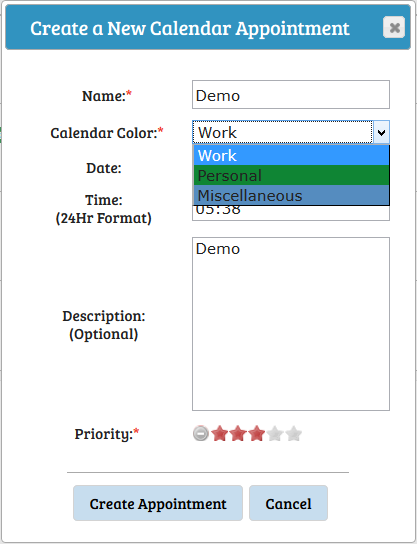 Create a New Calendar Appointment
Name:*
Demo
Calendar Color:*
Work
Work
Personal
Miscellaneous
Date:
Time:
(24Hr Format)
05:38
Description:
(Optional)
Demo
Priority:*
Create Appointment
Cancel